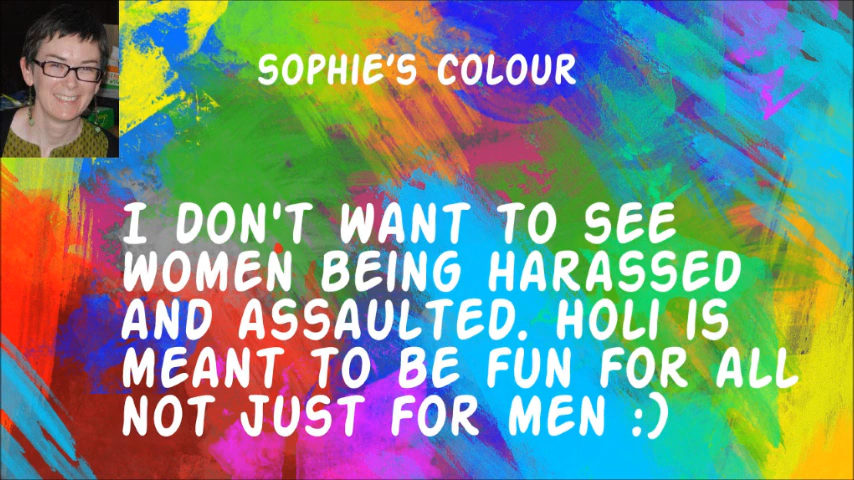 SOPHIE'S COLOUR
I DON'T WANT TO SEE
WOMEN BEING HARASSED
AND ASSAULTED. HOLI IS
MEANT TO BE FUN FOR ALL
NOT JUST FOR MEN :)